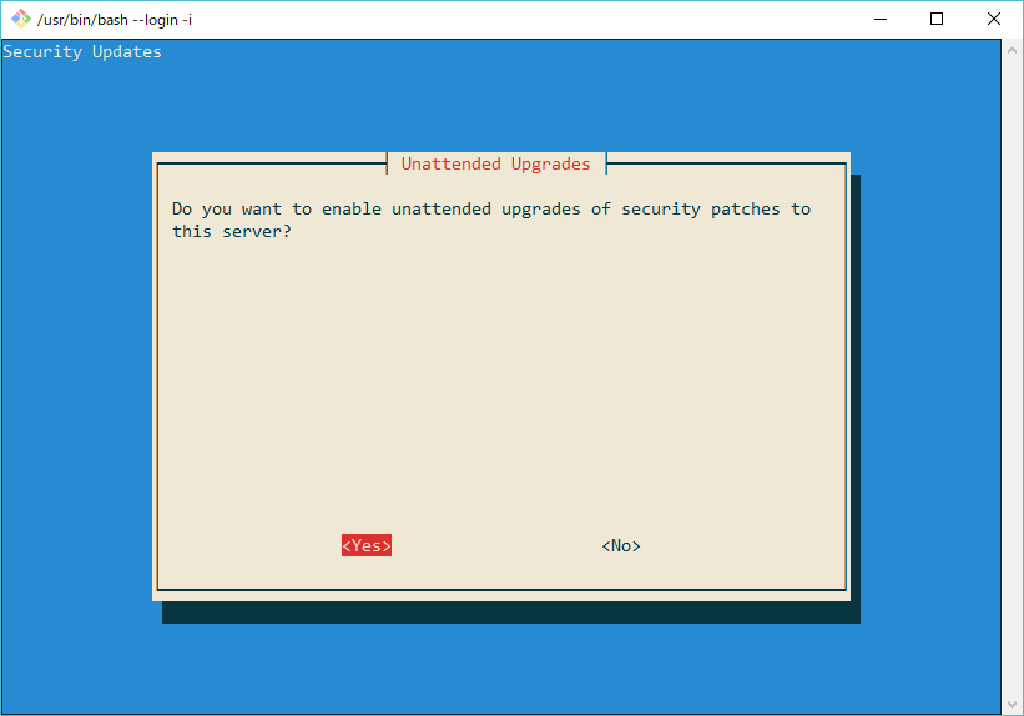 /usr/bin/bash --login -i
Security Updates
Unattended Upgrades
Do you want to enable unattended upgrades of security patches to
this server?
<Yes> <No>